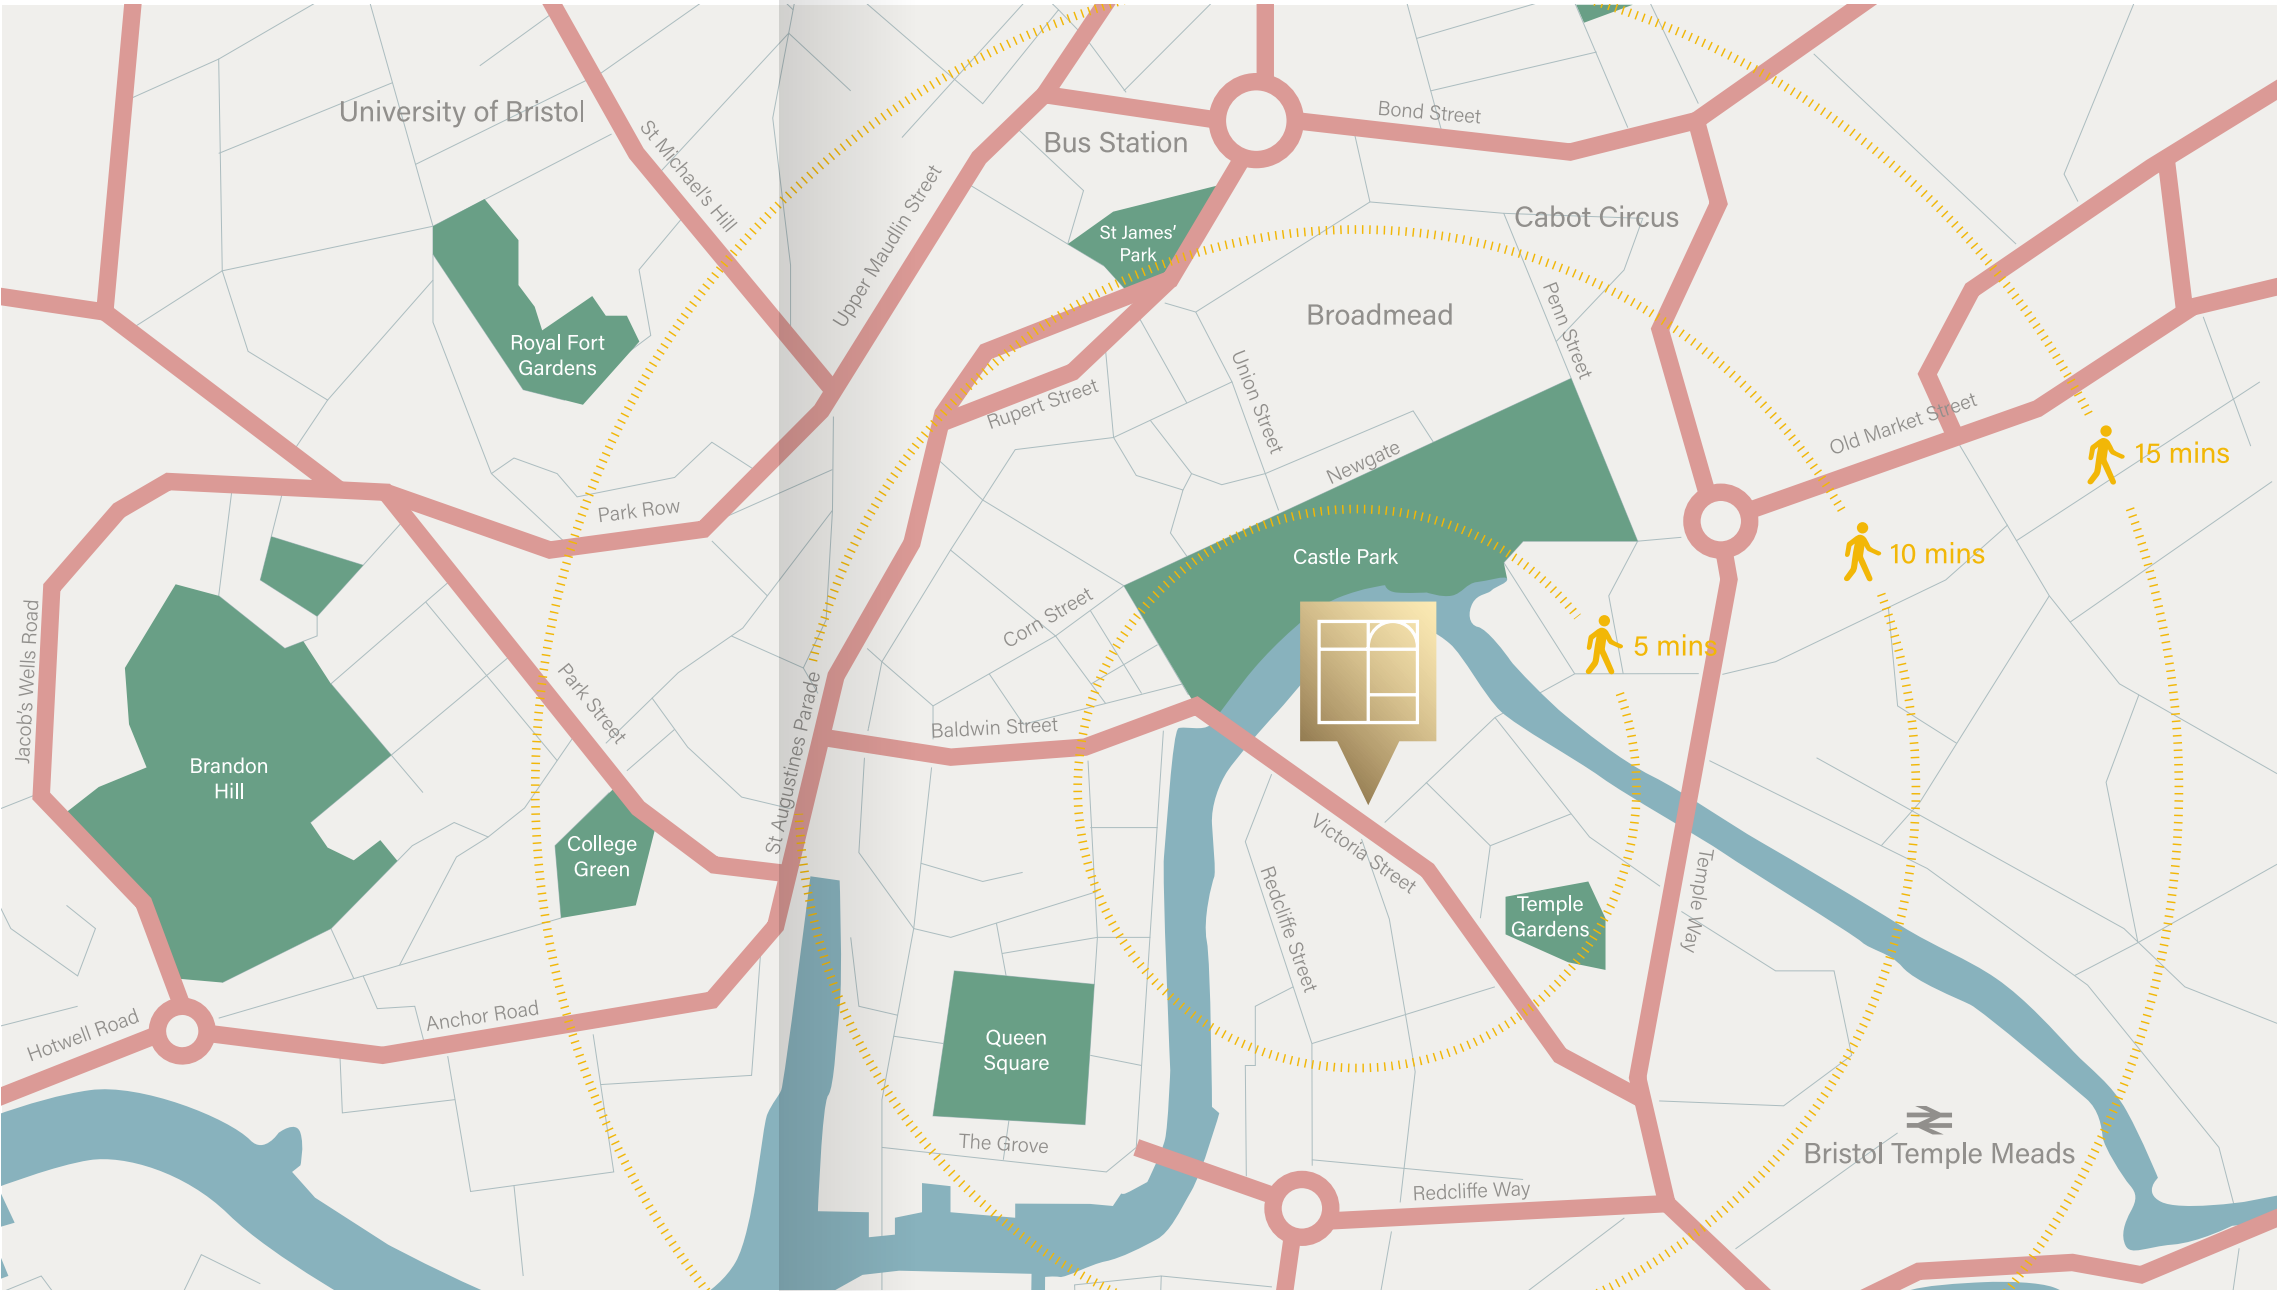 University of Bristol
St Michael's Hill
Upper Maudlin Street
Bus Station
Bond Street
St James'
Park
Cabot Circus
Broadmead
Penn Street
Royal Fort
Gardens
Rupert Street
Union Street
Newgate
Old Market Street
15 mins
Park Row
Castle Park
10 mins
Corn Street
5 mins
Jacob's Wells Road
Park Street
St Augustines Parade
Baldwin Street
Brandon
Hill
College
Green
Victoria Street
Redcliffe Street
Temple
Gardens
Temple Way
Hotwell Road
Anchor Road
Queen
Square
The Grove
Bristol Temple Meads
Redcliffe Way